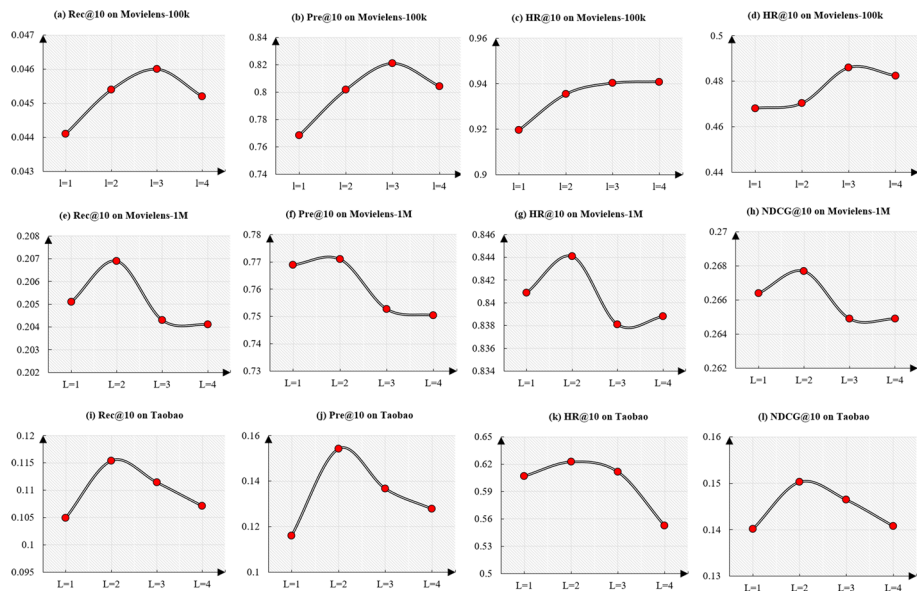 (a) Rec@10 on Movielens-100k
0.047
0.046
0.045
0.044
0.043
l=1 l=2 l=3 l=4
(b) Pre@10 on Movielens-100k
0.84
0.82
0.8
0.78
0.76
0.74
l=1 l=2 l=3 l=4
(c) HR@10 on Movielens-100k
0.96
0.94
0.92
0.9
l=1 l=2 l=3 l=4
(d) HR@10 on Movielens-100k
0.5
0.48
0.46
0.44
l=1 l=2 l=3 l=4
(e) Rec@10 on Movielens-1M
0.208
0.207
0.206
0.205
0.204
0.203
0.202
L=1 L=2 L=3 L=4
(f) Pre@10 on Movielens-1M
0.78
0.77
0.76
0.75
0.74
0.73
L=1 L=2 L=3 L=4
(g) HR@10 on Movielens-1M
0.846
0.844
0.842
0.84
0.838
0.836
0.834
L=1 L=2 L=3 L=4
(h) NDCG@10 on Movielens-1M
0.27
0.268
0.266
0.264
0.262
L=1 L=2 L=3 L=4
(i) Rec@10 on Taobao
0.12
0.115
0.11
0.105
0.1
0.095
L=1 L=2 L=3 L=4
(j) Pre@10 on Taobao
0.16
0.14
0.12
0.1
L=1 L=2 L=3 L=4
(k) HR@10 on Taobao
0.65
0.62
0.59
0.56
0.53
0.5
L=1 L=2 L=3 L=4
(l) NDCG@10 on Taobao
0.16
0.15
0.14
0.13
L=1 L=2 L=3 L=4